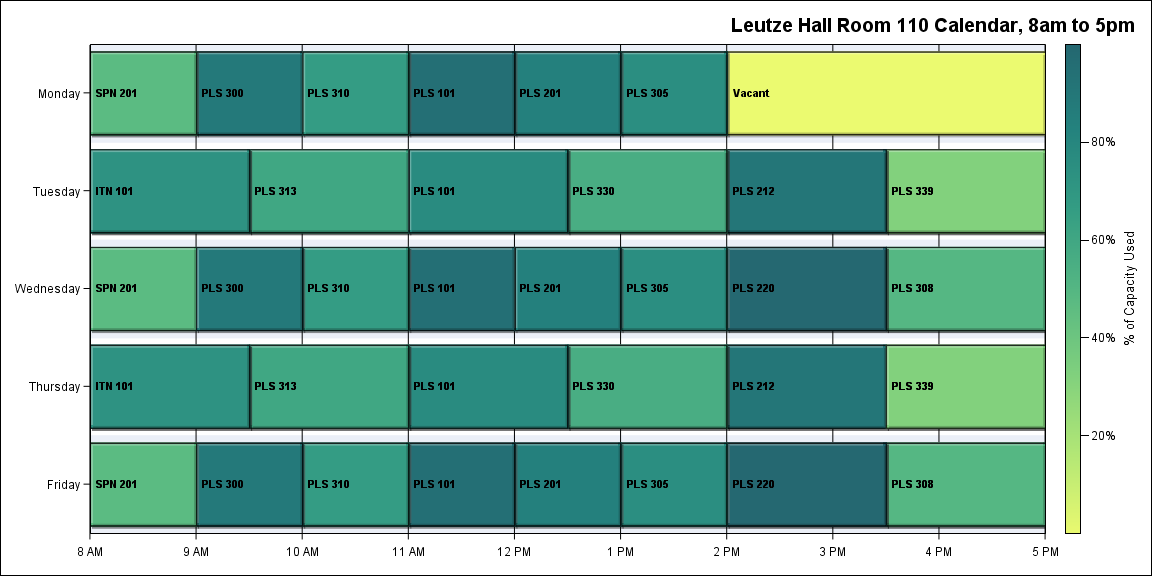 Leutze Hall Room 110 Calendar, 8am to 5pm
Monday
SPN 201
PLS 300
PLS 310
PLS 101
PLS 201
PLS 305
Vacant
Tuesday
ITN 101
PLS 313
PLS 101
PLS 330
PLS 212
PLS 339
Wednesday
SPN 201
PLS 300
PLS 310
PLS 101
PLS 201
PLS 305
PLS 220
PLS 308
Thursday
ITN 101
PLS 313
PLS 101
PLS 330
PLS 212
PLS 339
Friday
SPN 201
PLS 300
PLS 310
PLS 101
PLS 201
PLS 305
PLS 220
PLS 308
8 AM
9 AM
10 AM
11 AM
12 PM
1 PM
2 PM
3 PM
4 PM
5 PM
80%
60%
40%
20%
% of Capacity Used